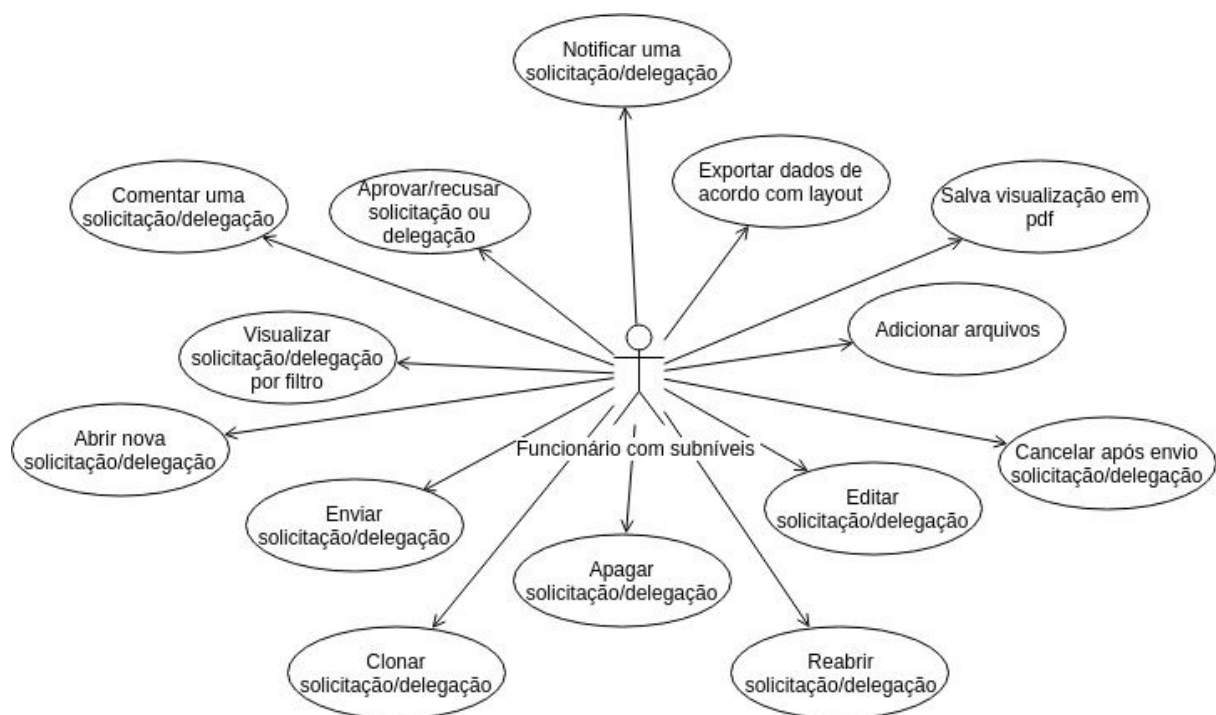 Notificar uma
solicitação/delegação
Comentar uma
solicitação/delegação
Aprovar/recusar
solicitação ou
delegação
Exportar dados de
acordo com layout
Salva visualização em
pdf
Visualizar
solicitação/delegação
por filtro
Adicionar arquivos
Abrir nova
solicitação/delegação
Funcionário com subníveis
Cancelar após envio
solicitação/delegação
Enviar
solicitação/delegação
Editar
solicitação/delegação
Apagar
solicitação/delegação
Clonar
solicitação/delegação
Reabrir
solicitação/delegação